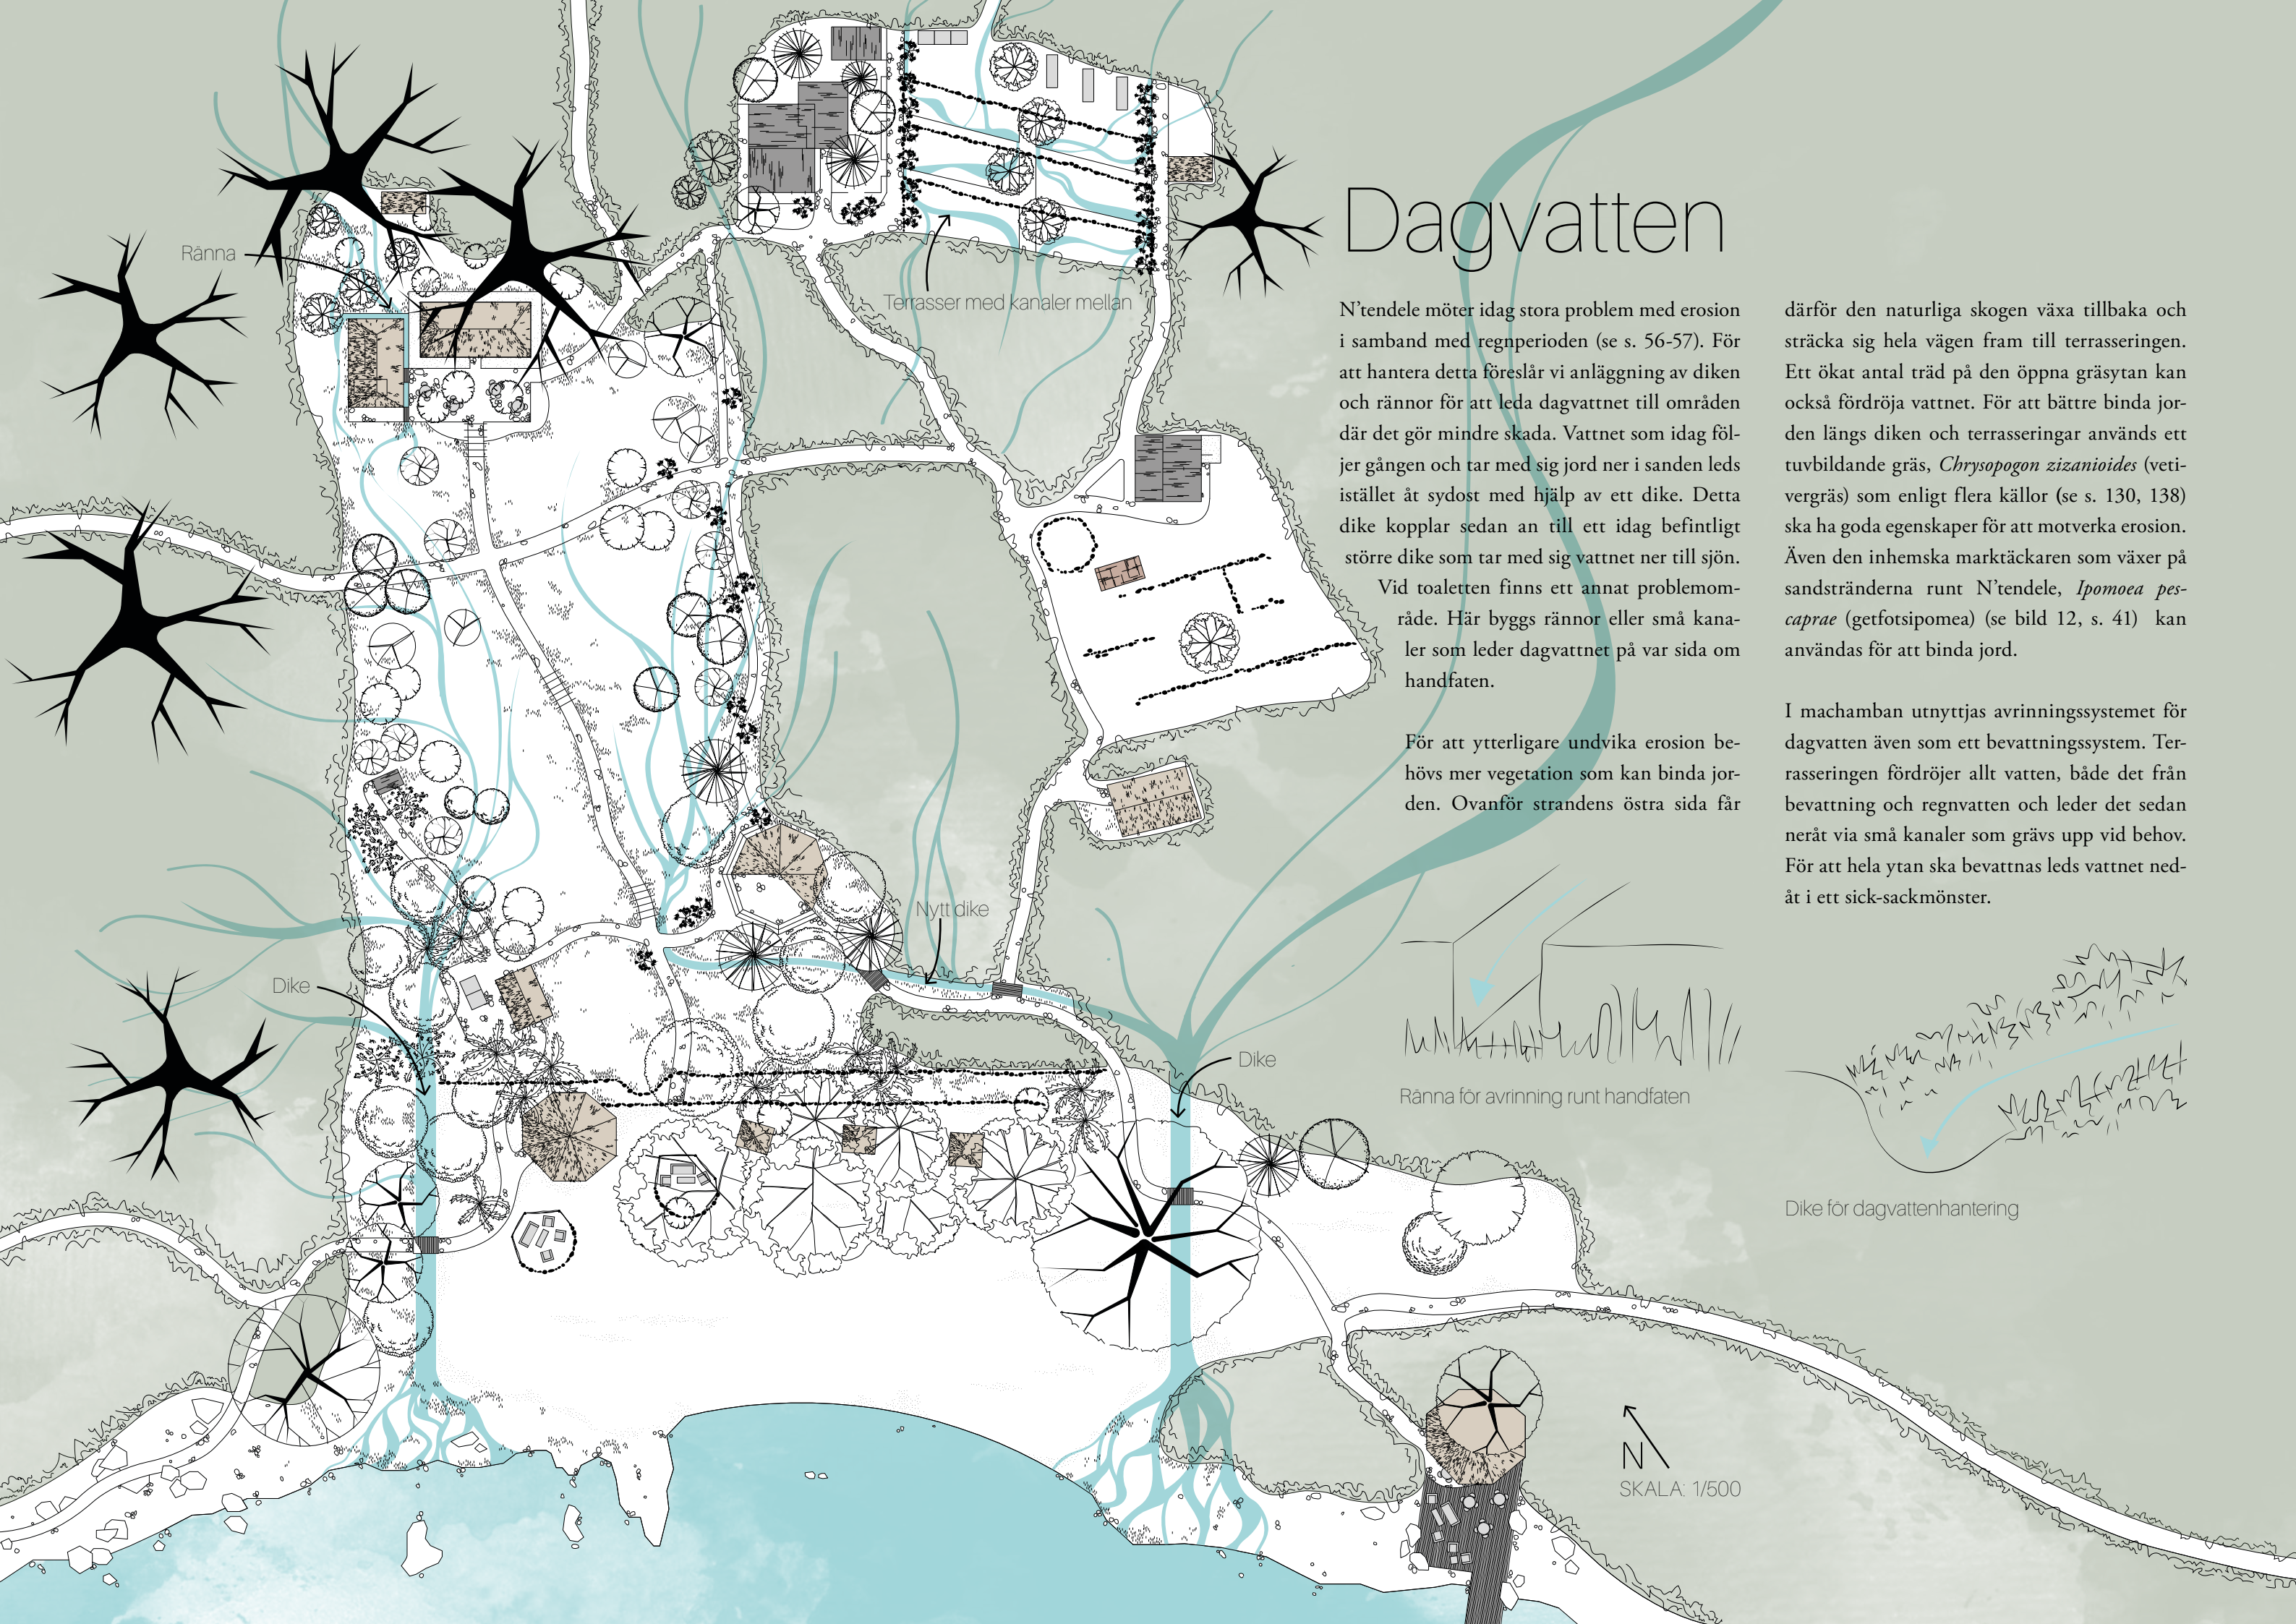 Dagvatten
N’tendele möter idag stora problem med erosion
i samband med regnperioden (se s. 56-57). För
att hantera detta föreslår vi anläggning av diken
och rännor för att leda dagvattnet till områden
där det gör mindre skada. Vattnet som idag föl-
jer gången och tar med sig jord ner i sanden leds
istället åt sydost med hjälp av ett dike. Detta
dike kopplar sedan an till ett idag befintligt
större dike som tar med sig vattnet ner till sjön.
Vid toaletten finns ett annat problemom-
råde. Här byggs rännor eller små kana-
ler som leder dagvattnet på var sida om
handfaten.
För att ytterligare undvika erosion be-
hövs mer vegetation som kan binda jor-
den. Ovanför strandens östra sida får
därför den naturliga skogen växa tillbaka och
sträcka sig hela vägen fram till terrasseringen.
Ett ökat antal träd på den öppna gräsytan kan
också fördröja vattnet. För att bättre binda jor-
den längs diken och terrasseringar används ett
tuvbildande gräs, Chrysopogon zizanioides (veti-
vergräs) som enligt flera källor (se s. 130, 138)
ska ha goda egenskaper för att motverka erosion.
Även den inhemska marktäckaren som växer på
sandstränderna runt N’tendele, Ipomoea pes-
caprae (getfotsipomea) (se bild 12, s. 41) kan
användas för att binda jord.
I machamban utnyttjas avrinningssystemet för
dagvatten även som ett bevattningssystem. Ter-
rasseringen fördröjer allt vatten, både det från
bevattning och regnvatten och leder det sedan
neråt via små kanaler som grävs upp vid behov.
För att hela ytan ska bevattnas leds vattnet ned-
åt i ett sick-sackmönster.
Ränna
Terrasser med kanaler mellan
Nytt dike
Dike
Dike
Ränna för avrinning runt handfaten
Dike för dagvattenhantering
N
SKALA: 1/500